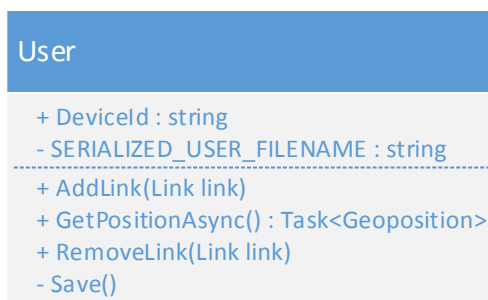 User
+ DeviceId : string
- SERIALIZED_USER_FILENAME : string
+ AddLink(Link link)
+ GetPositionAsync() : Task<Geoposition>
+ RemoveLink(Link link)
- Save()